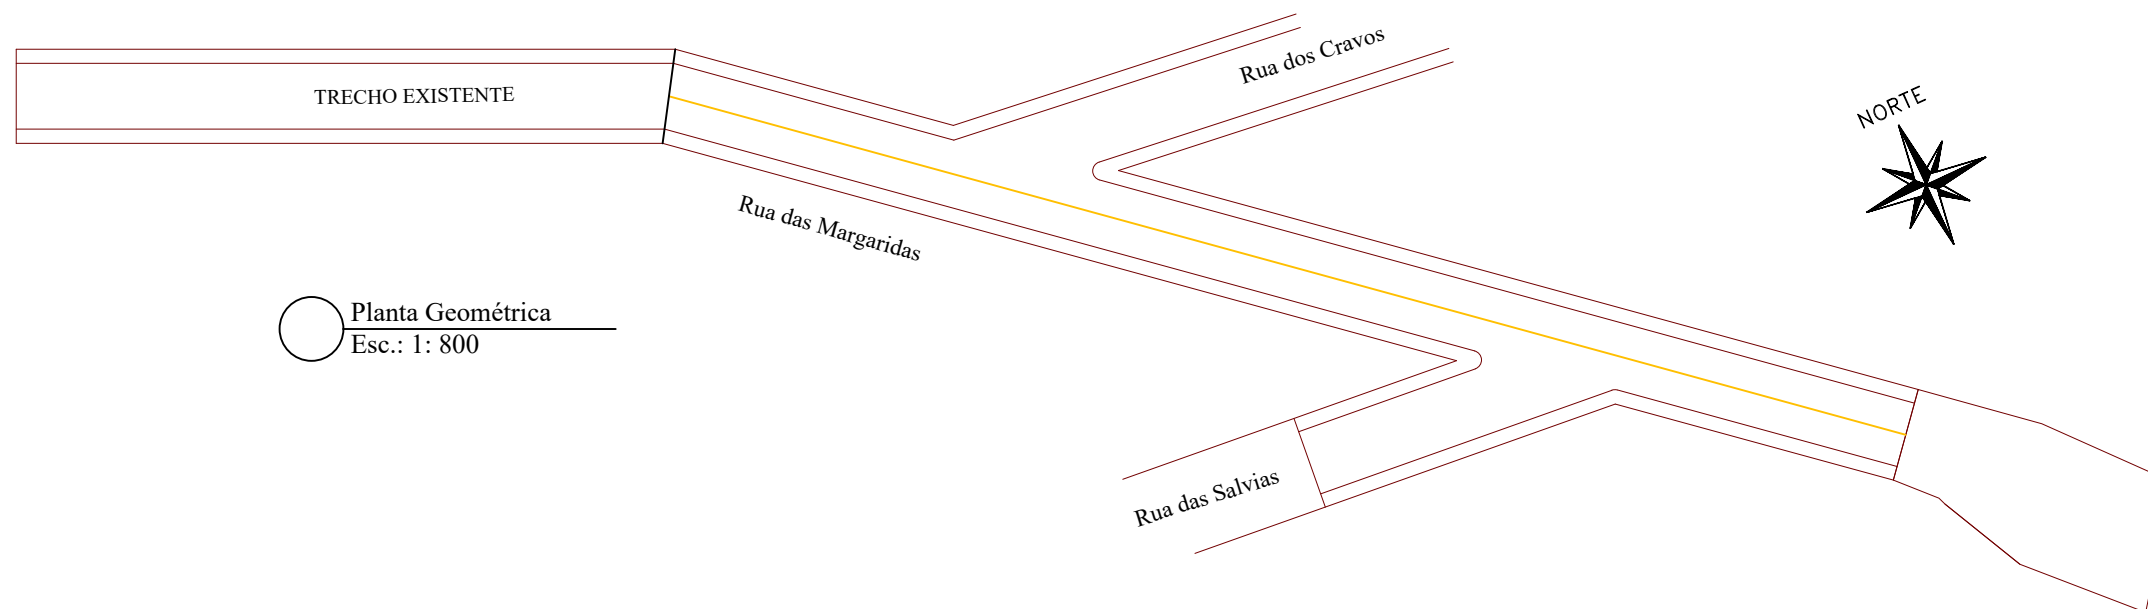 Rua dos Cravos
TRECHO EXISTENTE
NORTE
Rua das Margaridas
Planta Geométrica
Esc.: 1: 800
Rua das Salvias